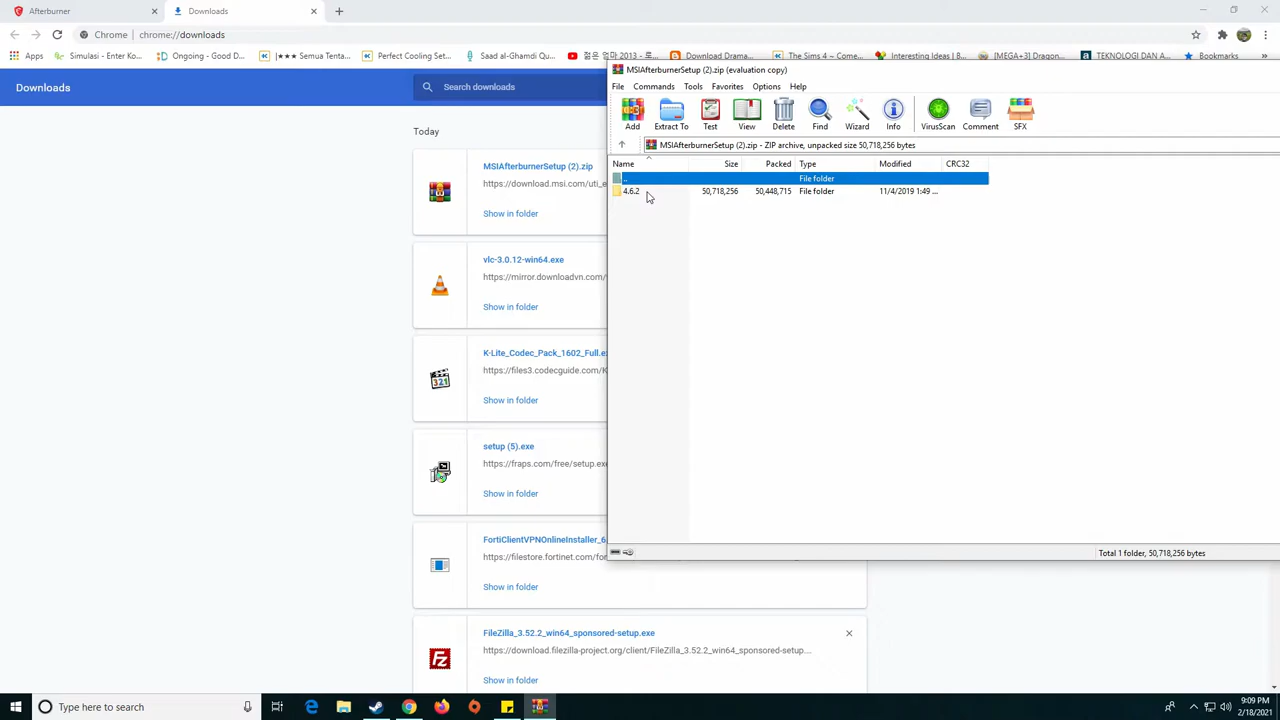 Afterburner
Downloads
Chrome | chrome://downloads
Apps
Simulasi - Enter Ko...
Ongoing - Good D...
|★★★ Semua Tenta...
Perfect Cooling Set...
Saad al-Ghamdi Qu...
Download Drama...
The Sims 4 ~ Come...
Interesting Ideas | 8...
[MEGA+3] Dragon...
TEKNOLOGI DAN A...
Bookmarks
Downloads
Search downloads
Today
MSIAfterburnerSetup (2).zip
https://download.msi.com/uti_e
Show in folder
vlc-3.0.12-win64.exe
https://mirror.downloadvn.com/
Show in folder
K-Lite_Codec_Pack_1602_Full.ex
https://files3.codecguide.com/K
Show in folder
setup (5).exe
https://fraps.com/free/setup.exe
Show in folder
FortiClientVPNOnlineInstaller_6
https://filestore.fortinet.com/for
Show in folder
FileZilla_3.52.2_win64_sponsored-setup.exe
https://download.filezilla-project.org/client/FileZilla_3.52.2_win64_sponsored-setup....
Show in folder
MSIAfterburnerSetup (2).zip (evaluation copy)
File Commands Tools Favorites Options Help
Add Extract To Test View Delete Find Wizard Info VirusScan Comment SFX
MSIAfterburnerSetup (2).zip - ZIP archive, unpacked size 50,718,256 bytes
Name Size Packed Type Modified CRC32
.. File folder
4.6.2 50,718,256 50,448,715 File folder 11/4/2019 1:49 ...
Total 1 folder, 50,718,256 bytes
Type here to search
9:09 PM
2/18/2021